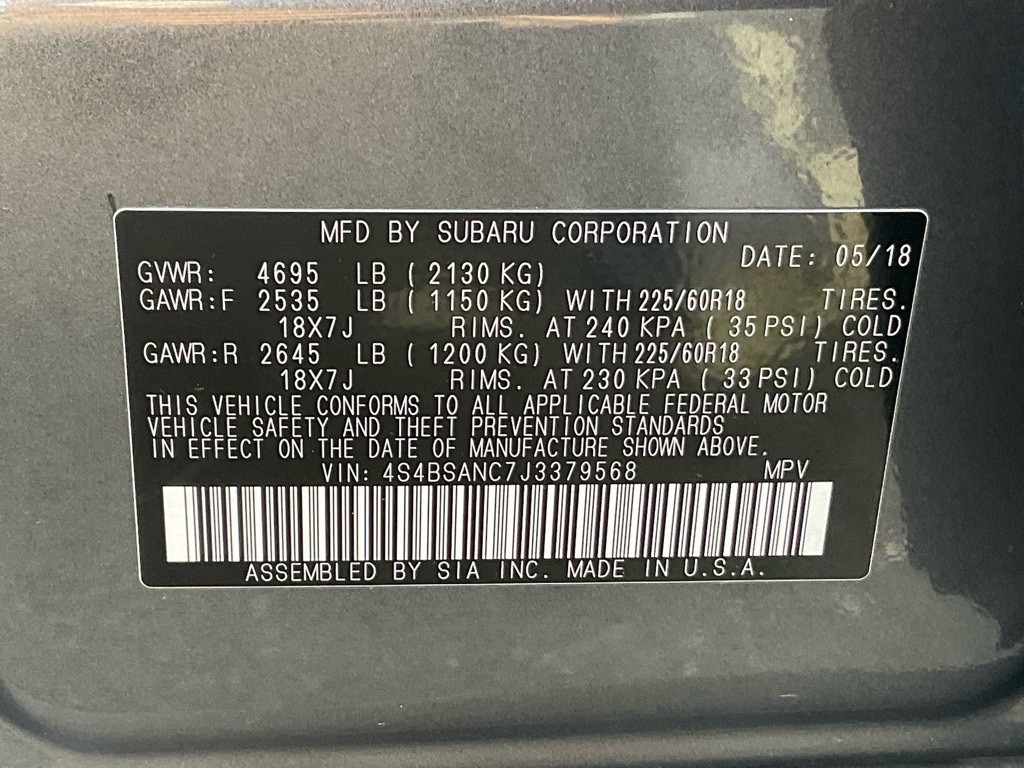 MFD BY SUBARU CORPORATION
DATE: 05/18
GVWR: 4695 LB ( 2130 KG)
GAWR:F 2535 LB ( 1150 KG) WITH 225/60R18 TIRES.
18X7J RIMS. AT 240 KPA ( 35 PSI) COLD
GAWR:R 2645 LB ( 1200 KG) WITH 225/60R18 TIRES.
18X7J RIMS. AT 230 KPA ( 33 PSI) COLD
THIS VEHICLE CONFORMS TO ALL APPLICABLE FEDERAL MOTOR
VEHICLE SAFETY AND THEFT PREVENTION STANDARDS
IN EFFECT ON THE DATE OF MANUFACTURE SHOWN ABOVE.
VIN: 4S4BSANC7J3379568 MPV
ASSEMBLED BY SIA INC. MADE IN U.S.A.